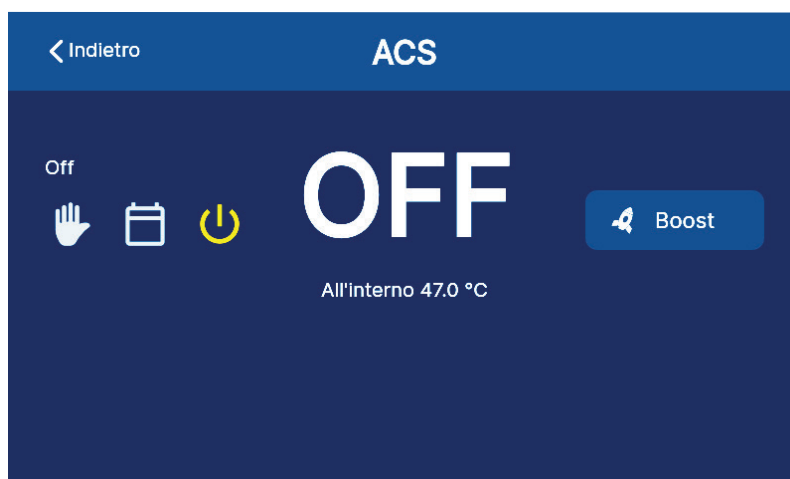 Indietro
ACS
Off
OFF
Boost
All'interno 47.0 °C